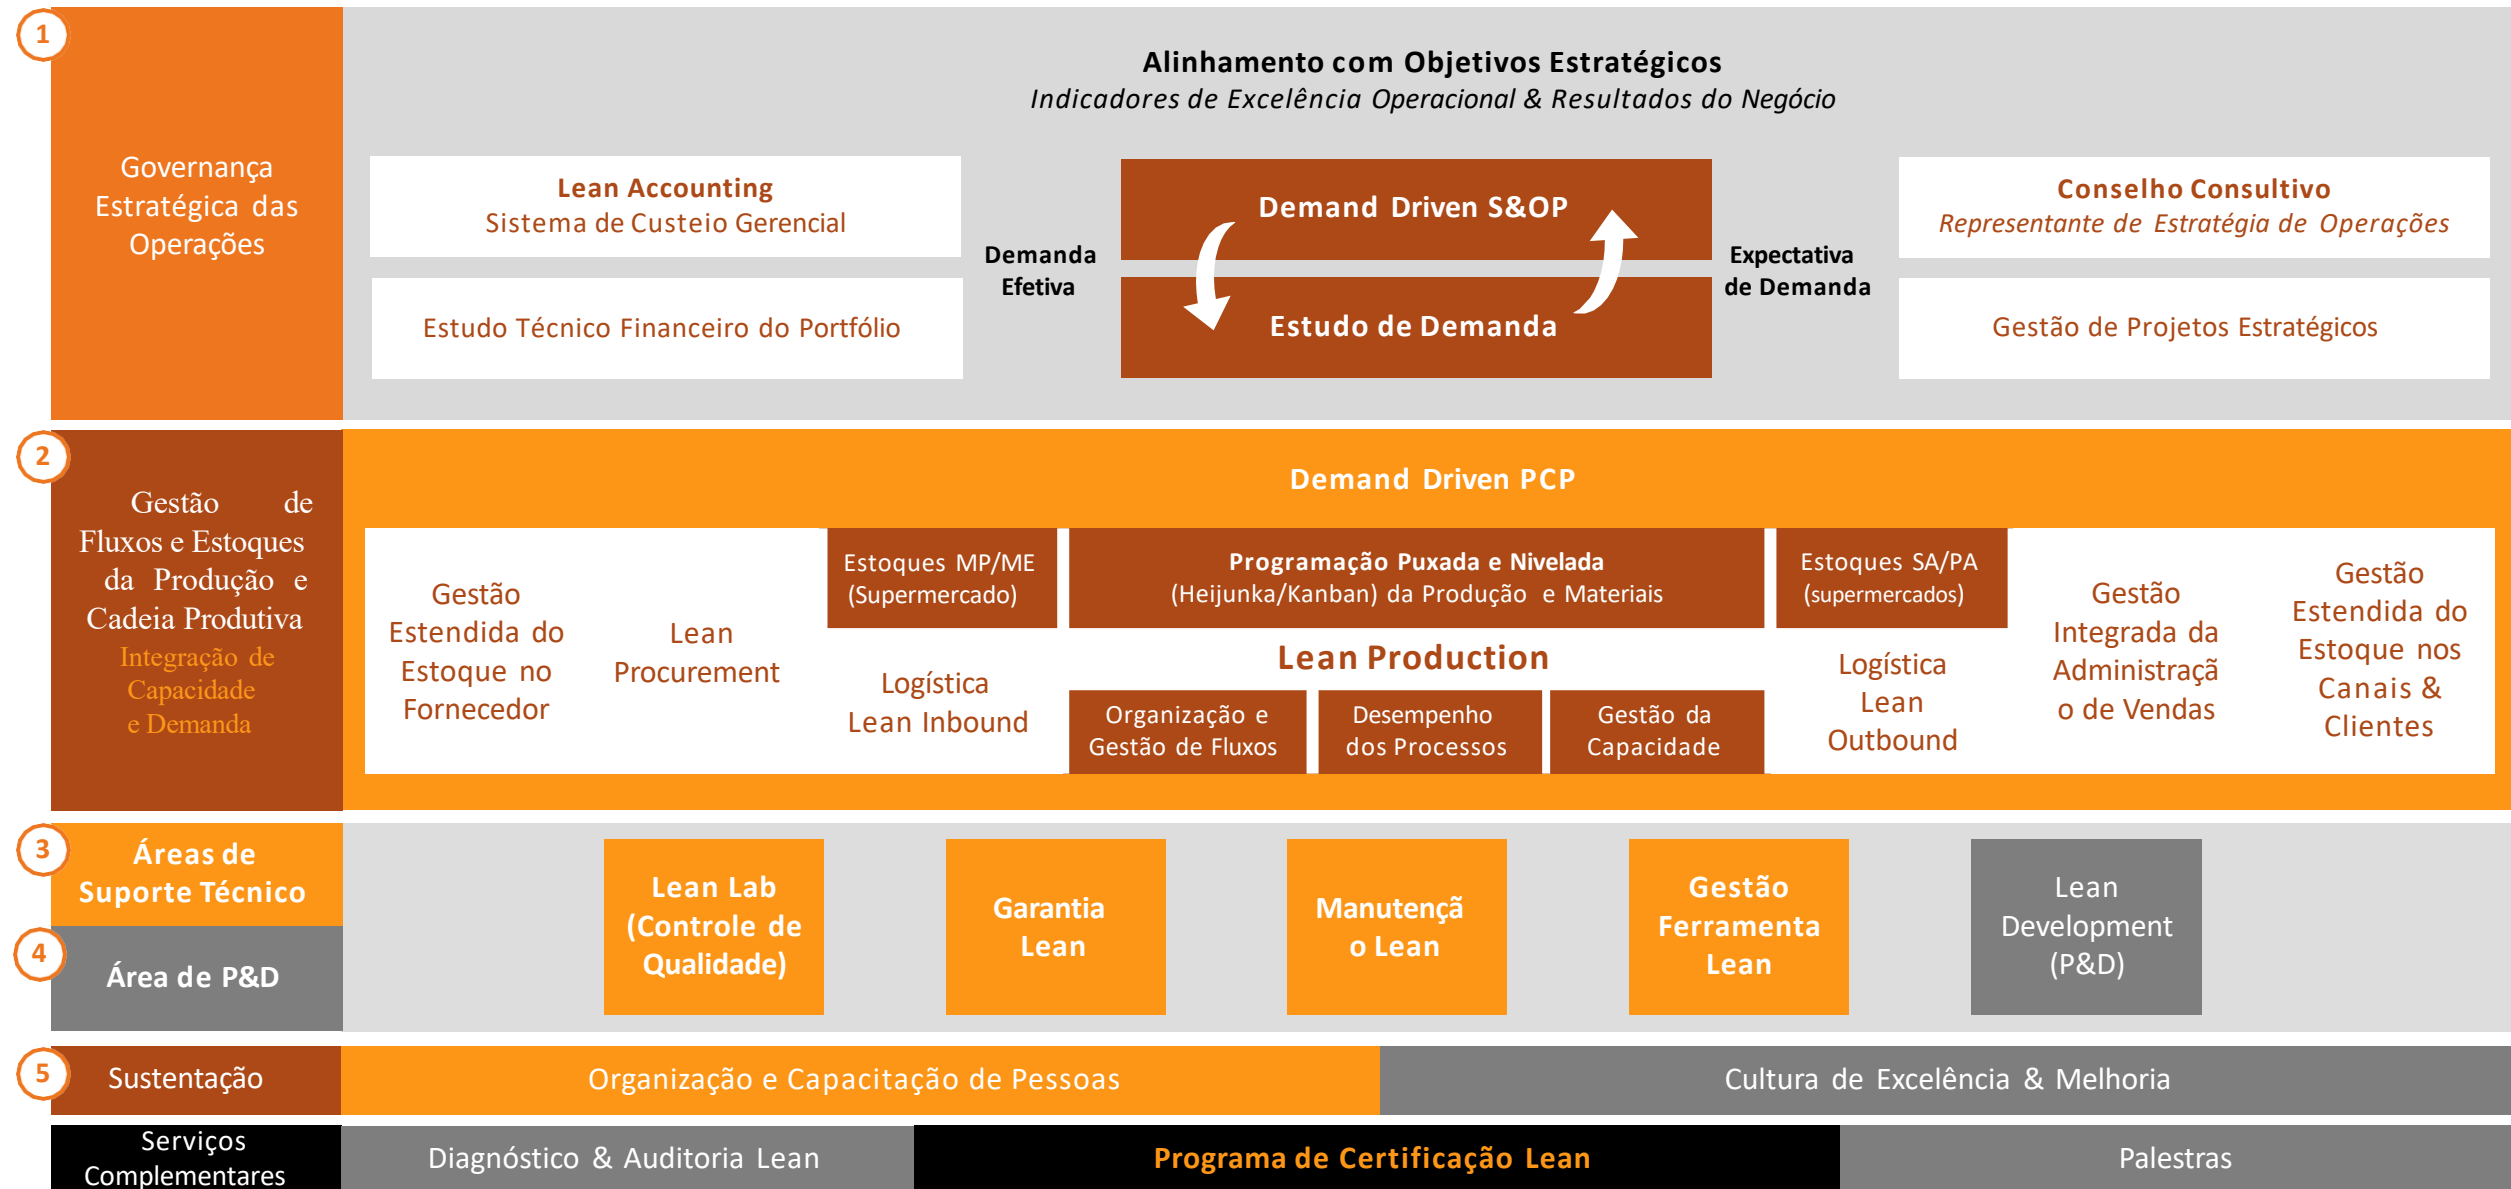 1
Governança
Estratégica das
Operações
Alinhamento com Objetivos Estratégicos
Indicadores de Excelência Operacional & Resultados do Negócio
Lean Accounting
Sistema de Custeio Gerencial
Estudo Técnico Financeiro do Portfólio
Demanda
Efetiva
Demand Driven S&OP
Estudo de Demanda
Expectativa
de Demanda
Conselho Consultivo
Representante de Estratégia de Operações
Gestão de Projetos Estratégicos
2
Gestão de
Fluxos e Estoques
da Produção e
Cadeia Produtiva
Integração de
Capacidade
e Demanda
Demand Driven PCP
Gestão
Estendida do
Estoque no
Fornecedor
Lean
Procurement
Estoques MP/ME
(Supermercado)
Logística
Lean Inbound
Programação Puxada e Nivelada
(Heijunka/Kanban) da Produção e Materiais
Lean Production
Organização e
Gestão de Fluxos
Desempenho
dos Processos
Gestão da
Capacidade
Estoques SA/PA
(supermercados)
Logística
Lean
Outbound
Gestão
Integrada da
Administraçã
o de Vendas
Gestão
Estendida do
Estoque nos
Canais &
Clientes
3
Áreas de
Suporte Técnico
4
Área de P&D
Lean Lab
(Controle de
Qualidade)
Garantia
Lean
Manutençã
o Lean
Gestão
Ferramenta
Lean
Lean
Development
(P&D)
5
Sustentação
Organização e Capacitação de Pessoas
Cultura de Excelência & Melhoria
Serviços
Complementares
Diagnóstico & Auditoria Lean
Programa de Certificação Lean
Palestras